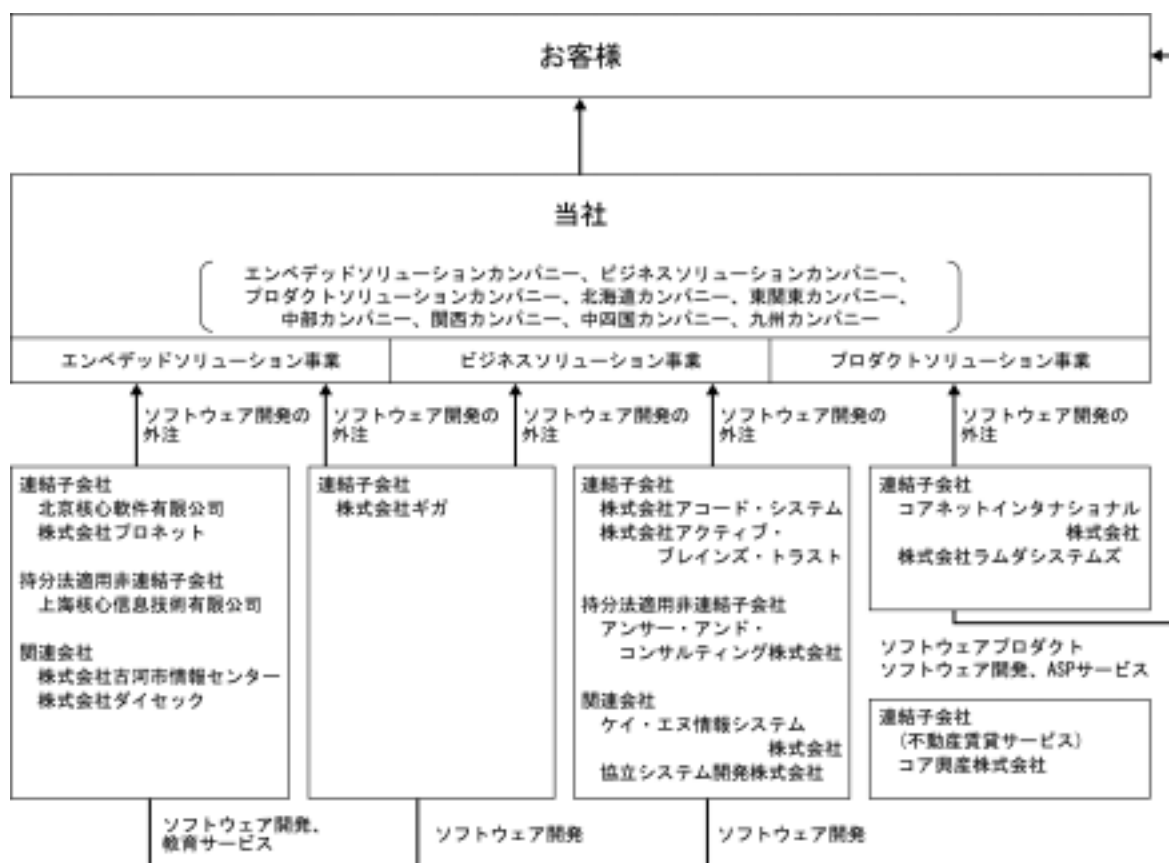 お客様
当社
エンベデッドソリューションカンパニー、ビジネスソリューションカンパニー、
プロダクトソリューションカンパニー、北海道カンパニー、東関東カンパニー、
中部カンパニー、関西カンパニー、中四国カンパニー、九州カンパニー
エンベデッドソリューション事業
ビジネスソリューション事業
プロダクトソリューション事業
ソフトウェア開発の
外注
ソフトウェア開発の
外注
ソフトウェア開発の
外注
ソフトウェア開発の
外注
ソフトウェア開発の
外注
連結子会社
北京核心軟件有限公司
株式会社プロネット
持分法適用非連結子会社
上海核心信息技術有限公司
関連会社
株式会社古河市情報センター
株式会社ダイセック
連結子会社
株式会社ギガ
連結子会社
株式会社アコード・システム
株式会社アクティブ・
ブレインズ・トラスト
持分法適用非連結子会社
アンサー・アンド・
コンサルティング株式会社
関連会社
ケイ・エヌ情報システム
株式会社
協立システム開発株式会社
連結子会社
コアネットインタナショナル
株式会社
株式会社ラムダシステムズ
ソフトウェアプロダクト
ソフトウェア開発、ASPサービス
連結子会社
(不動産賃貸サービス)
コア興産株式会社
ソフトウェア開発、
教育サービス
ソフトウェア開発
ソフトウェア開発